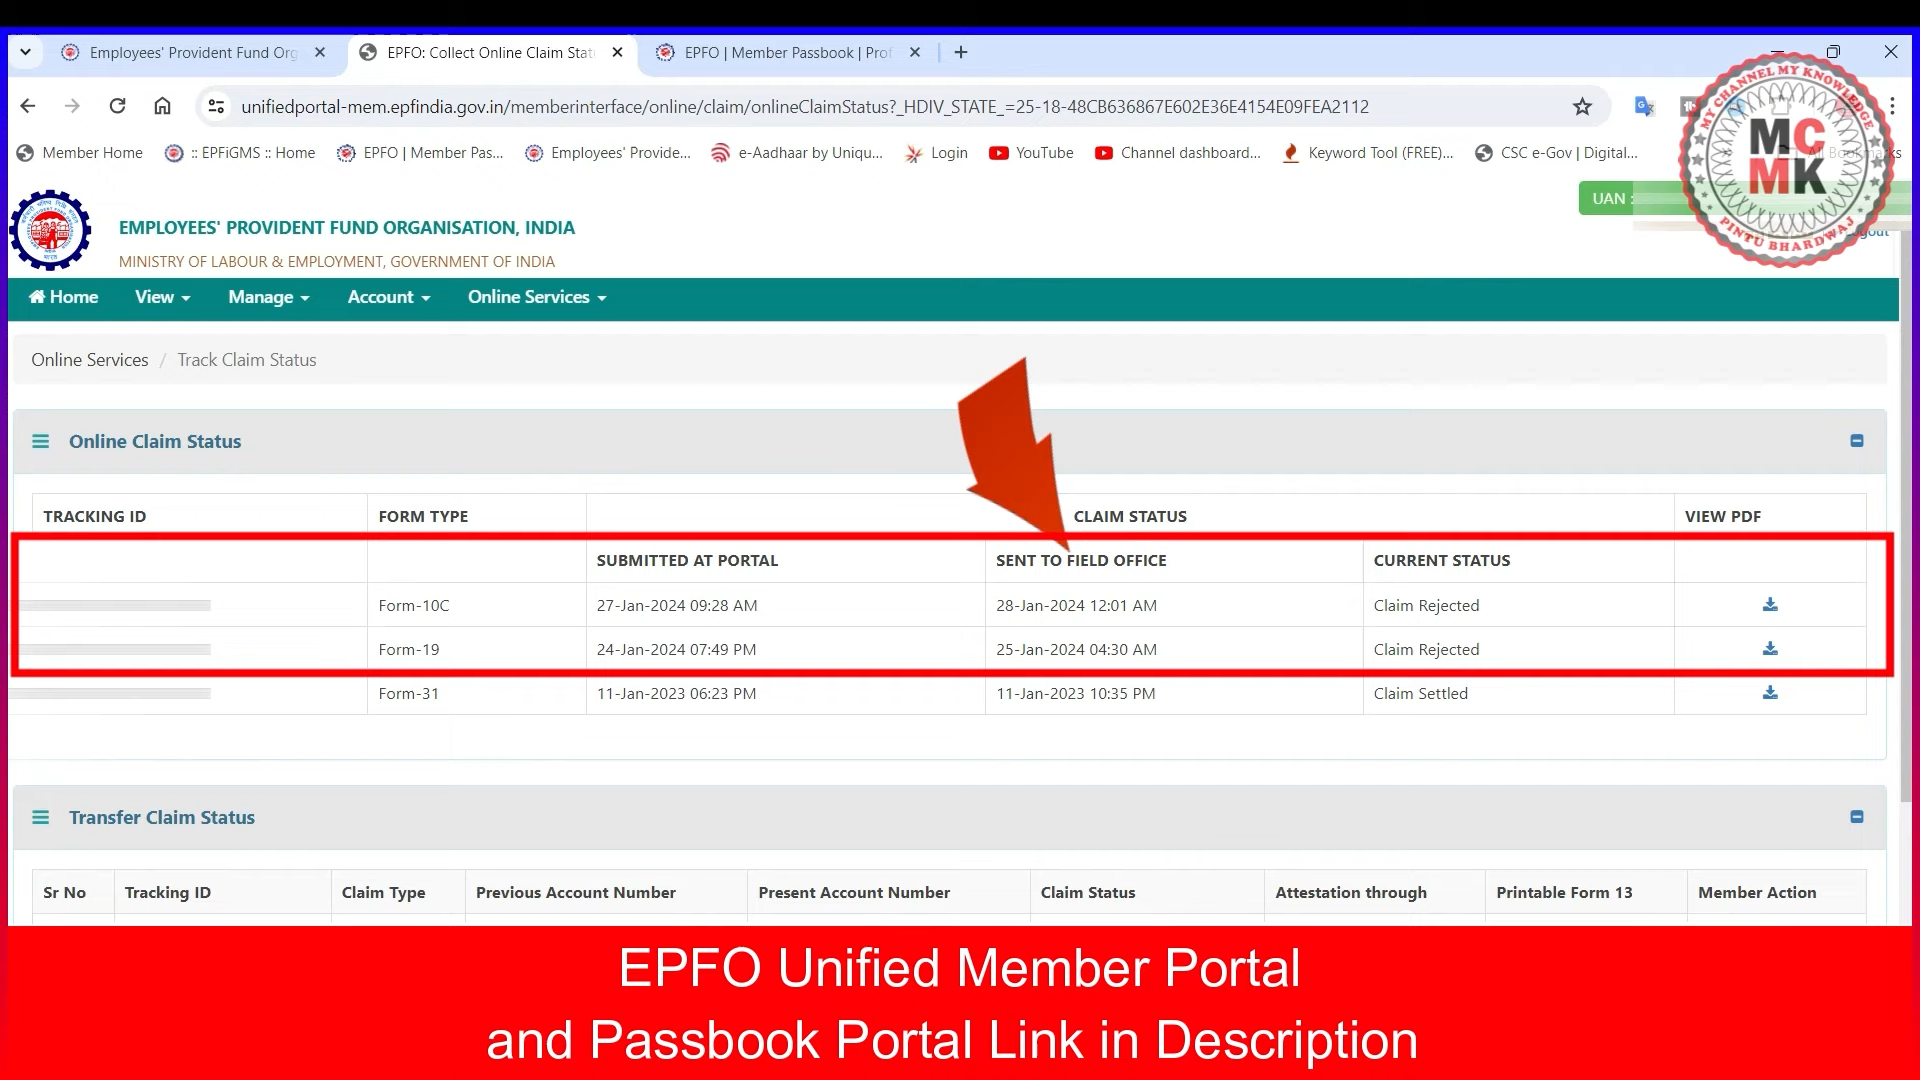 Employees' Provident Fund Org
EPFO: Collect Online Claim Stat
EPFO | Member Passbook | Prof
unifiedportal-mem.epfindia.gov.in/memberinterface/online/claim/onlineClaimStatus?_HDIV_STATE_=25-18-48CB636867E602E36E4154E09FEA2112
Member Home
:: EPFiGMS :: Home
EPFO | Member Pas...
Employees' Provide...
e-Aadhaar by Uniqu...
Login
YouTube
Channel dashboard...
Keyword Tool (FREE)...
CSC e-Gov | Digital...
All Bookmarks
MY CHANNEL MY KNOWLEDGE
MC
MK
PINTU BHARDWAJ
UAN :
EMPLOYEES' PROVIDENT FUND ORGANISATION, INDIA
MINISTRY OF LABOUR & EMPLOYMENT, GOVERNMENT OF INDIA
Home View Manage Account Online Services
Online Services / Track Claim Status
Online Claim Status
TRACKING ID FORM TYPE CLAIM STATUS VIEW PDF
SUBMITTED AT PORTAL SENT TO FIELD OFFICE CURRENT STATUS
Form-10C 27-Jan-2024 09:28 AM 28-Jan-2024 12:01 AM Claim Rejected
Form-19 24-Jan-2024 07:49 PM 25-Jan-2024 04:30 AM Claim Rejected
Form-31 11-Jan-2023 06:23 PM 11-Jan-2023 10:35 PM Claim Settled
Transfer Claim Status
Sr No Tracking ID Claim Type Previous Account Number Present Account Number Claim Status Attestation through Printable Form 13 Member Action
EPFO Unified Member Portal
and Passbook Portal Link in Description